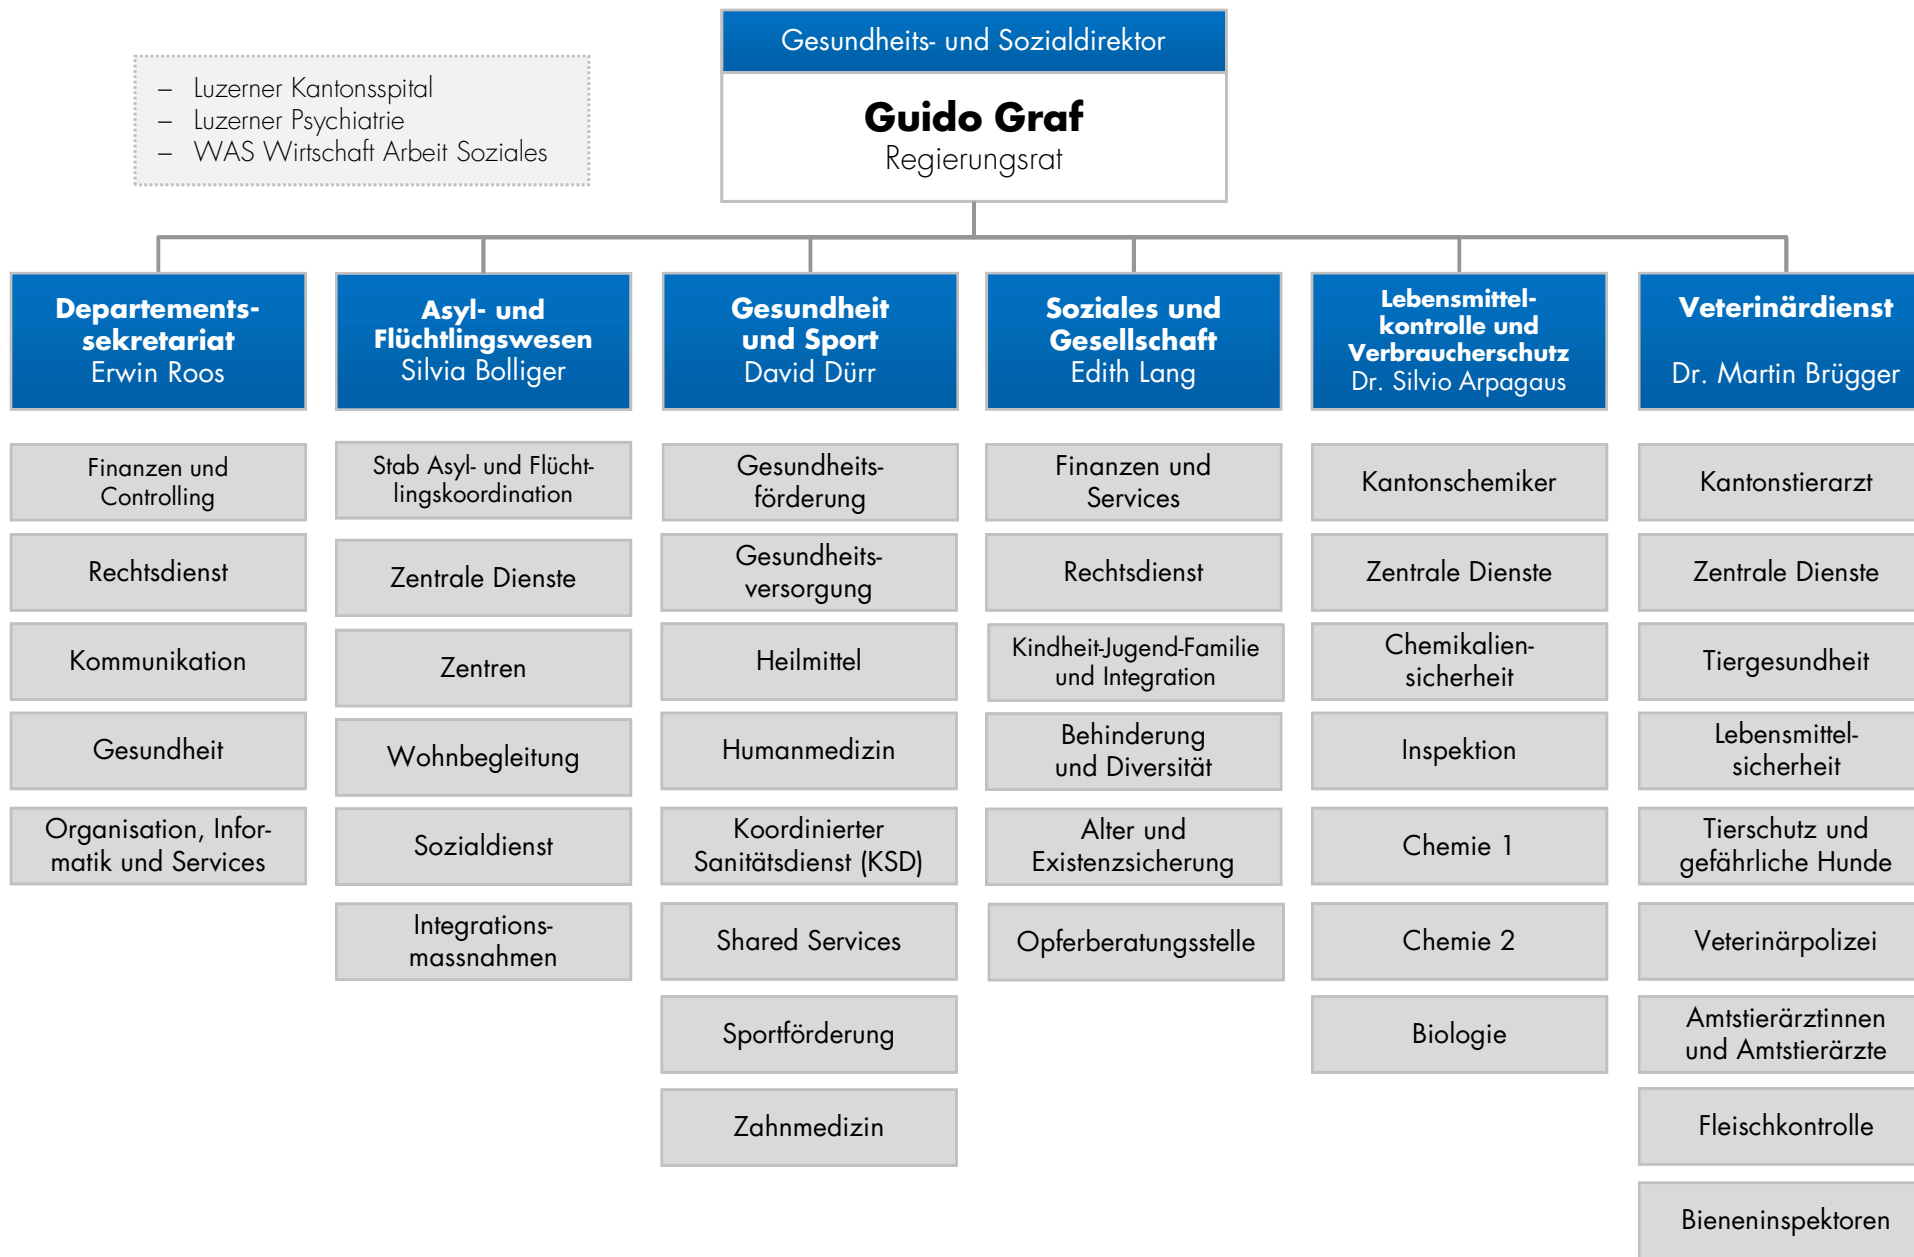 Gesundheits- und Sozialdirektor
Guido Graf
Regierungsrat
– Luzerner Kantonsspital
– Luzerner Psychiatrie
– WAS Wirtschaft Arbeit Soziales
Departements-
sekretariat
Erwin Roos
Finanzen und
Controlling
Rechtsdienst
Kommunikation
Gesundheit
Organisation, Infor-
matik und Services
Asyl- und
Flüchtlingswesen
Silvia Bolliger
Stab Asyl- und Flücht-
lingskoordination
Zentrale Dienste
Zentren
Wohnbegleitung
Sozialdienst
Integrations-
massnahmen
Gesundheit
und Sport
David Dürr
Gesundheits-
förderung
Gesundheits-
versorgung
Heilmittel
Humanmedizin
Koordinierter
Sanitätsdienst (KSD)
Shared Services
Sportförderung
Zahnmedizin
Soziales und
Gesellschaft
Edith Lang
Finanzen und
Services
Rechtsdienst
Kindheit-Jugend-Familie
und Integration
Behinderung
und Diversität
Alter und
Existenzsicherung
Opferberatungsstelle
Lebensmittel-
kontrolle und
Verbraucherschutz
Dr. Silvio Arpagaus
Kantonschemiker
Zentrale Dienste
Chemikalien-
sicherheit
Inspektion
Chemie 1
Chemie 2
Biologie
Veterinärdienst
Dr. Martin Brügger
Kantonstierarzt
Zentrale Dienste
Tiergesundheit
Lebensmittel-
sicherheit
Tierschutz und
gefährliche Hunde
Veterinärpolizei
Amtstierärztinnen
und Amtstierärzte
Fleischkontrolle
Bieneninspektoren